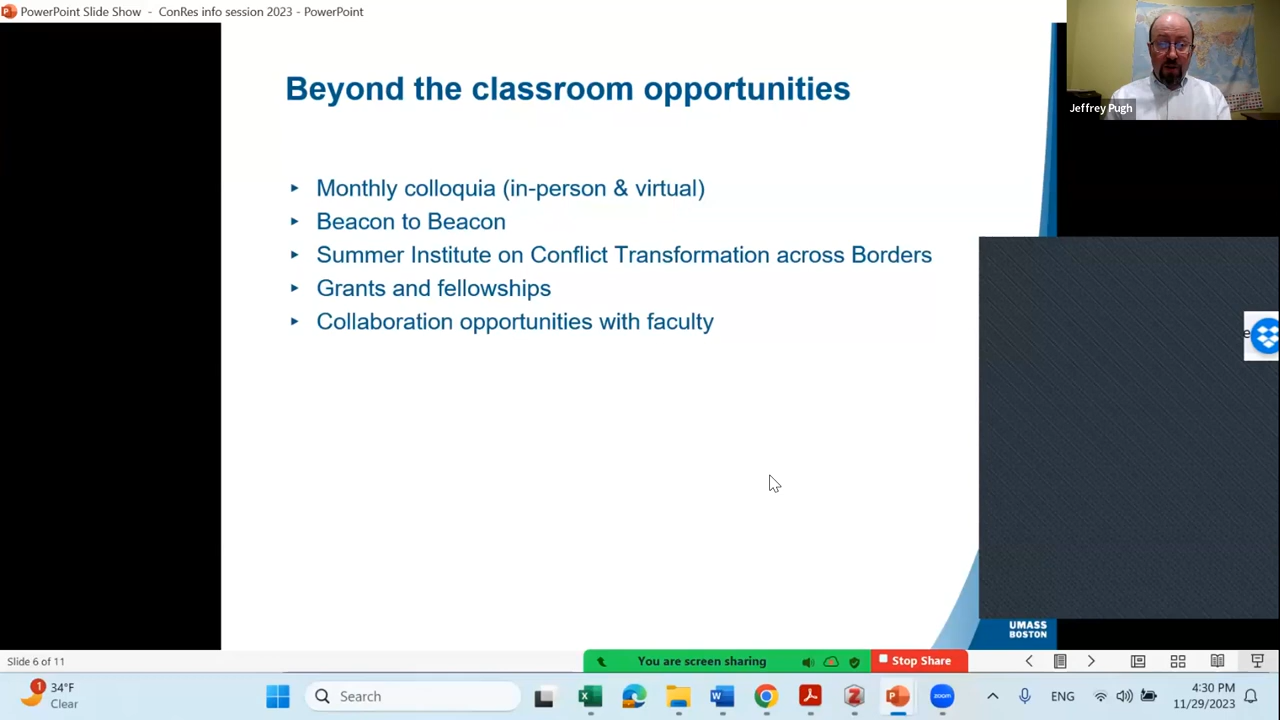 PowerPoint Slide Show - ConRes info session 2023 - PowerPoint
Jeffrey Pugh
Beyond the classroom opportunities
Monthly colloquia (in-person & virtual)
Beacon to Beacon
Summer Institute on Conflict Transformation across Borders
Grants and fellowships
Collaboration opportunities with faculty
e
UMASS
BOSTON
Slide 6 of 11
You are screen sharing
Stop Share
1
34°F
Clear
Search
zoom
ENG
4:30 PM
11/29/2023